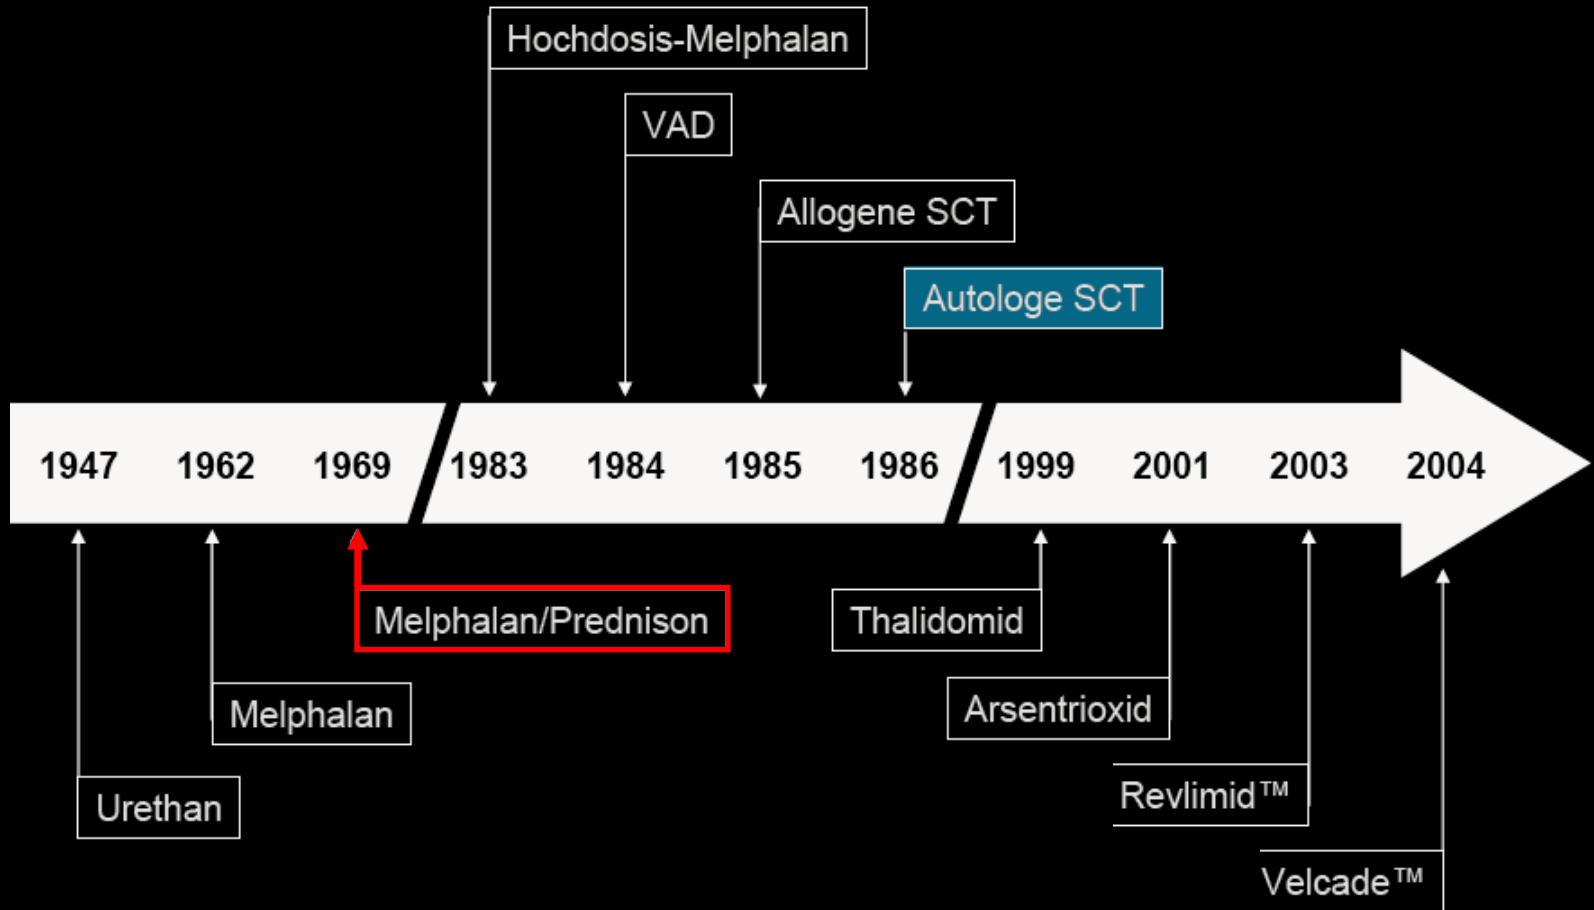 Hochdosis-Melphalan
VAD
Allogene SCT
Autologe SCT
1947 1962 1969 1983 1984 1985 1986 1999 2001 2003 2004
Melphalan/Prednison
Thalidomid
Melphalan
Arsentrioxid
Urethan
Revlimid™
Velcade™